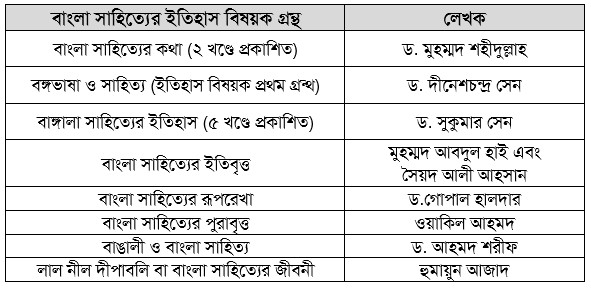 বাংলা সাহিত্যের ইতিহাস বিষয়ক গ্রন্থ লেখক
বাংলা সাহিত্যের কথা (২ খণ্ডে প্রকাশিত) ড. মুহম্মদ শহীদুল্লাহ
বঙ্গভাষা ও সাহিত্য (ইতিহাস বিষয়ক প্রথম গ্রন্থ) ড. দীনেশচন্দ্র সেন
বাঙ্গালা সাহিত্যের ইতিহাস (৫ খণ্ডে প্রকাশিত) ড. সুকুমার সেন
বাংলা সাহিত্যের ইতিবৃত্ত মুহম্মদ আবদুল হাই এবং
সৈয়দ আলী আহসান
বাংলা সাহিত্যের রূপরেখা ড.গোপাল হালদার
বাংলা সাহিত্যের পুরাবৃত্ত ওয়াকিল আহমদ
বাঙালী ও বাংলা সাহিত্য ড. আহমদ শরীফ
লাল নীল দীপাবলি বা বাংলা সাহিত্যের জীবনী হুমায়ুন আজাদ